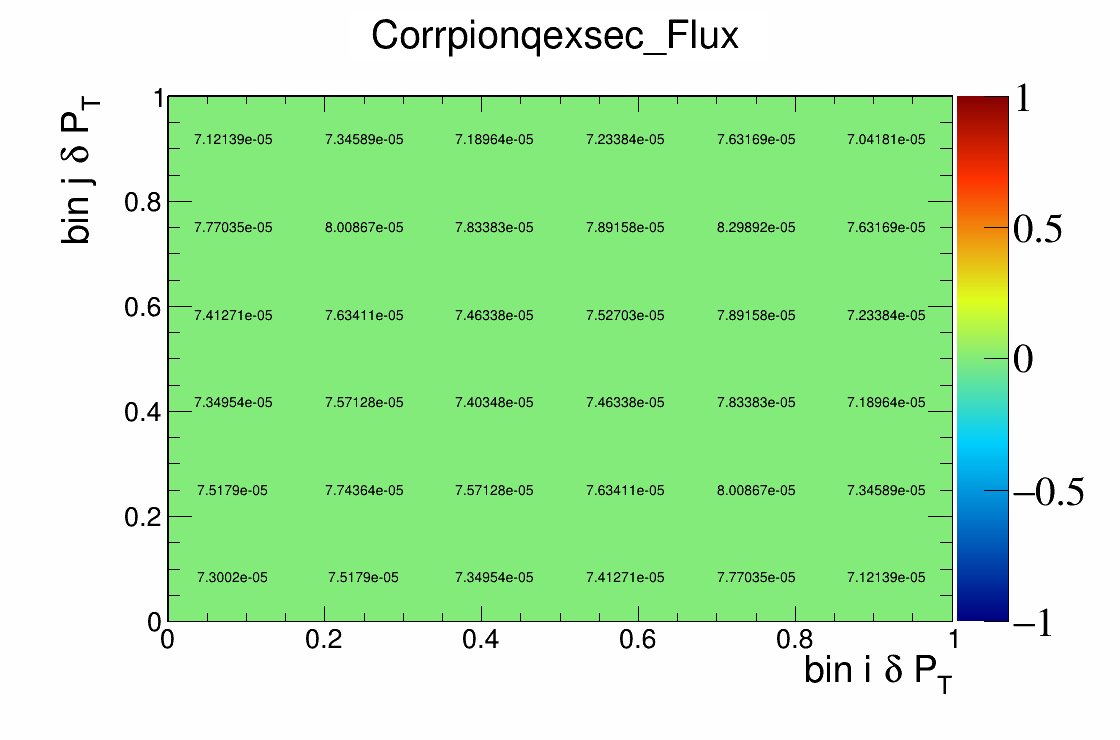 Corrpionqexsec_Flux
bin j δ P_T
1
0.8
0.6
0.4
0.2
0
7.12139e-05 7.34589e-05 7.18964e-05 7.23384e-05 7.63169e-05 7.04181e-05
7.77035e-05 8.00867e-05 7.83383e-05 7.89158e-05 8.29892e-05 7.63169e-05
7.41271e-05 7.63411e-05 7.46338e-05 7.52703e-05 7.89158e-05 7.23384e-05
7.34954e-05 7.57128e-05 7.40348e-05 7.46338e-05 7.83383e-05 7.18964e-05
7.5179e-05 7.74364e-05 7.57128e-05 7.63411e-05 8.00867e-05 7.34589e-05
7.3002e-05 7.5179e-05 7.34954e-05 7.41271e-05 7.77035e-05 7.12139e-05
0 0.2 0.4 0.6 0.8 1
bin i δ P_T
1
0.5
0
−0.5
−1